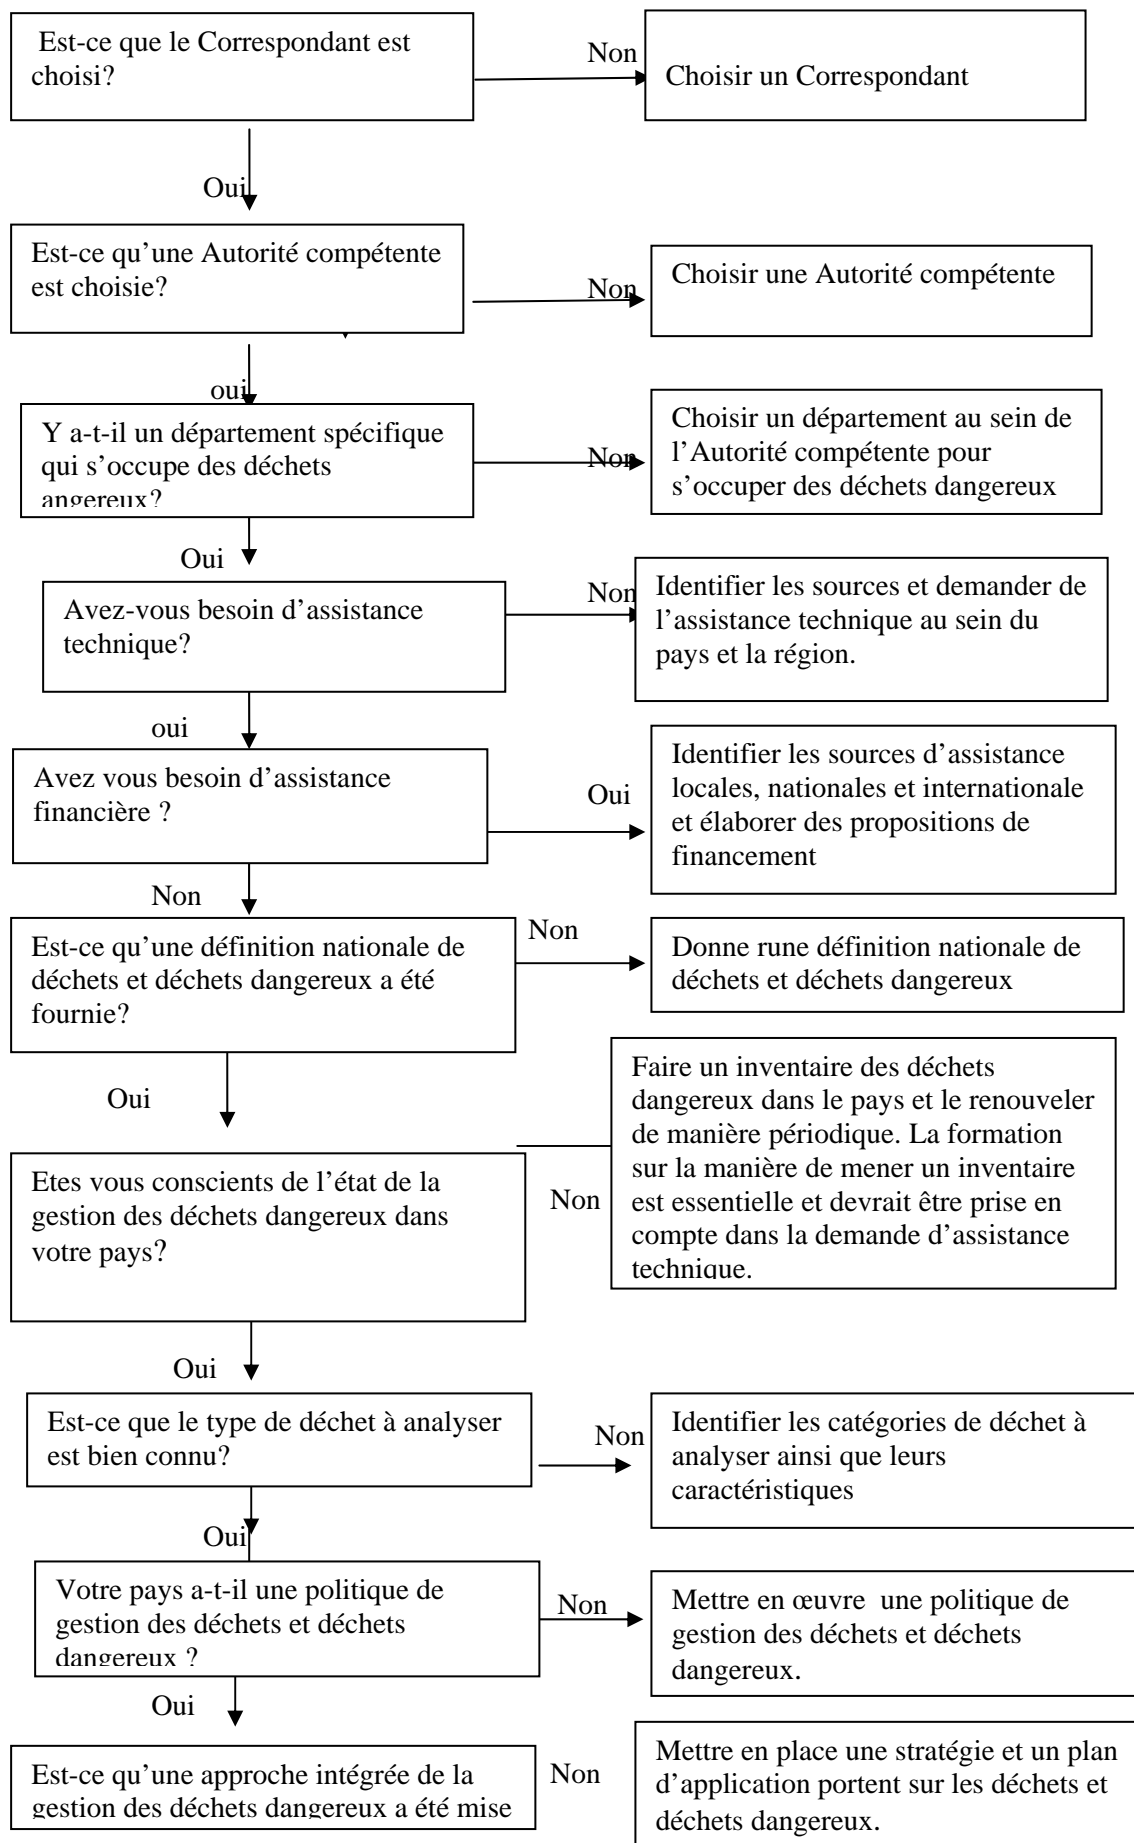 Est-ce que le Correspondant est
choisi?
Non
Choisir un Correspondant
Oui
Est-ce qu’une Autorité compétente
est choisie?
Non
Choisir une Autorité compétente
oui
Y a-t-il un département spécifique
qui s’occupe des déchets
angereux?
Non
Choisir un département au sein de
l’Autorité compétente pour
s’occuper des déchets dangereux
Oui
Avez-vous besoin d’assistance
technique?
Non
Identifier les sources et demander de
l’assistance technique au sein du
pays et la région.
oui
Avez vous besoin d’assistance
financière ?
Oui
Identifier les sources d’assistance
locales, nationales et internationale
et élaborer des propositions de
financement
Non
Est-ce qu’une définition nationale de
déchets et déchets dangereux a été
fournie?
Non
Donne rune définition nationale de
déchets et déchets dangereux
Oui
Etes vous conscients de l’état de la
gestion des déchets dangereux dans
votre pays?
Non
Faire un inventaire des déchets
dangereux dans le pays et le renouveler
de manière périodique. La formation
sur la manière de mener un inventaire
est essentielle et devrait être prise en
compte dans la demande d’assistance
technique.
Oui
Est-ce que le type de déchet à analyser
est bien connu?
Non
Identifier les catégories de déchet à
analyser ainsi que leurs
caractéristiques
Oui
Votre pays a-t-il une politique de
gestion des déchets et déchets
dangereux ?
Non
Mettre en œuvre  une politique de
gestion des déchets et déchets
dangereux.
Oui
Est-ce qu’une approche intégrée de la
gestion des déchets dangereux a été mise
Non
Mettre en place une stratégie et un plan
d’application portent sur les déchets et
déchets dangereux.